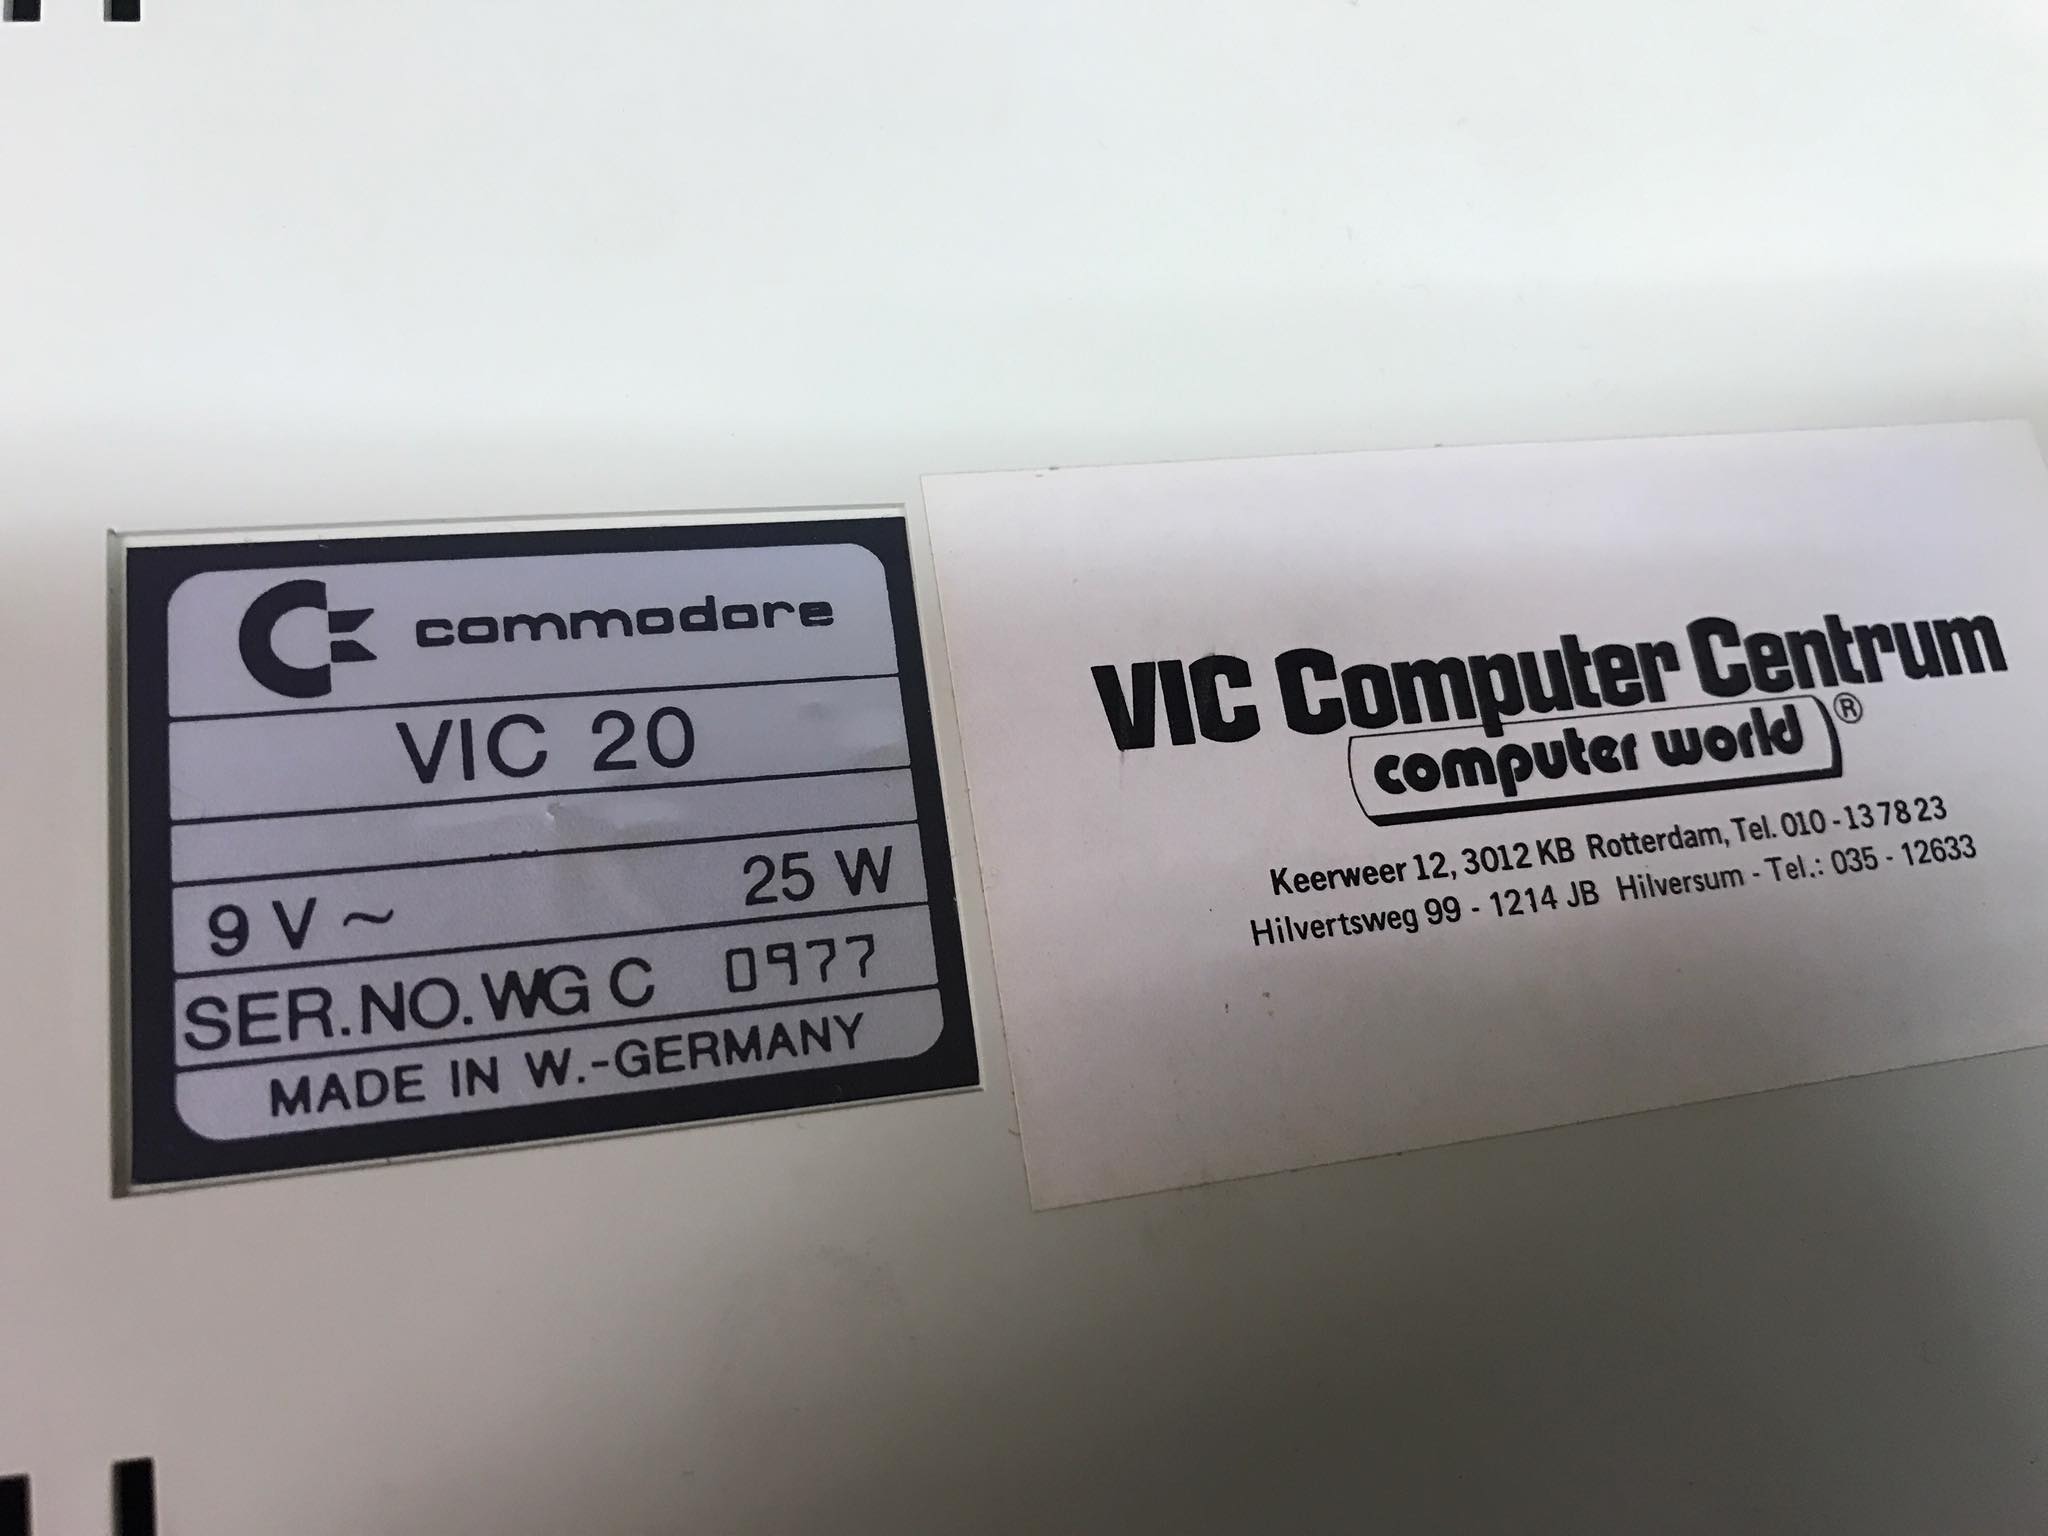 commodore
VIC 20
9 V ~ 25 W
SER.NO. WG C 0977
MADE IN W.-GERMANY
VIC Computer Centrum
computer world ®
Keerweer 12, 3012 KB Rotterdam, Tel. 010 - 13 78 23
Hilvertsweg 99 - 1214 JB Hilversum - Tel.: 035 - 12633